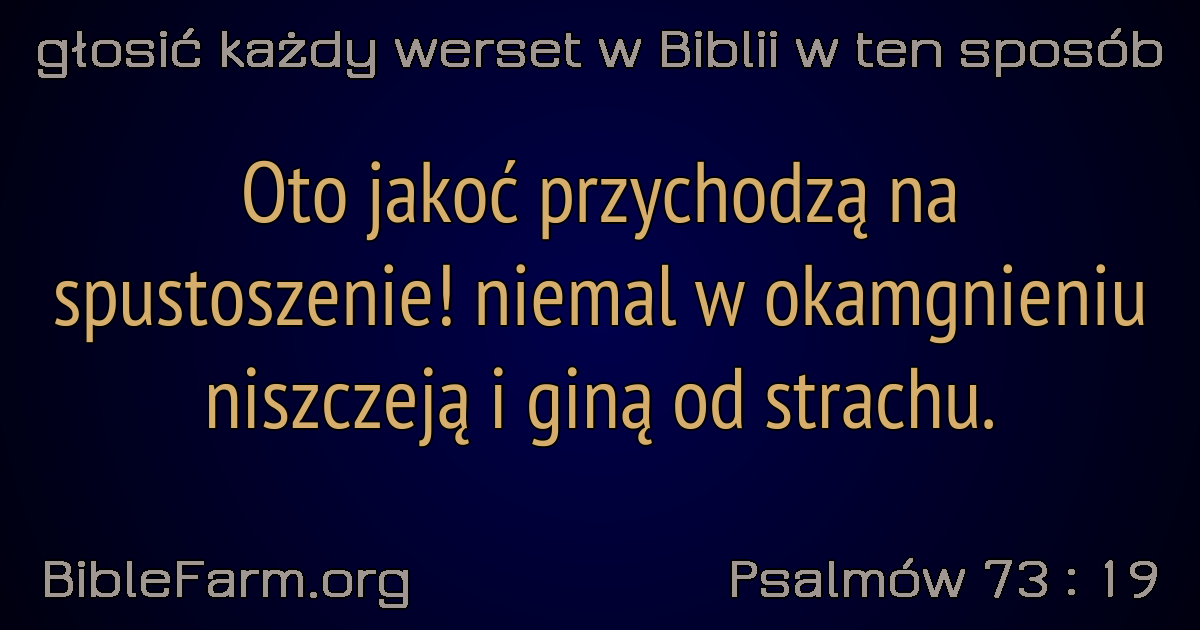 głosić każdy werset w Biblii w ten sposób
Oto jakoć przychodzą na
spustoszenie! niemal w okamgnieniu
niszczeją i giną od strachu.
BibleFarm.org
Psalmów 73 : 19